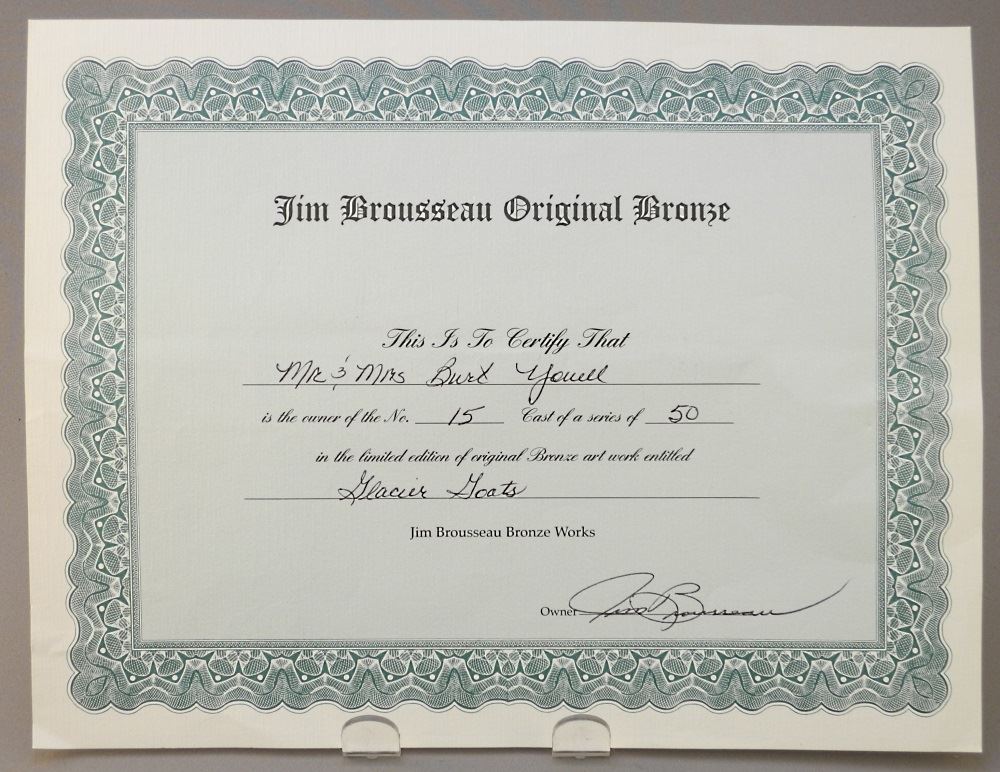 Jim Brousseau Original Bronze
This Is To Certify That
Mr & Mrs Burt Youell
is the owner of the No. 15 Cast of a series of 50
in the limited edition of original Bronze art work entitled
Glacier Goats
Jim Brousseau Bronze Works
Owner Jim Brousseau